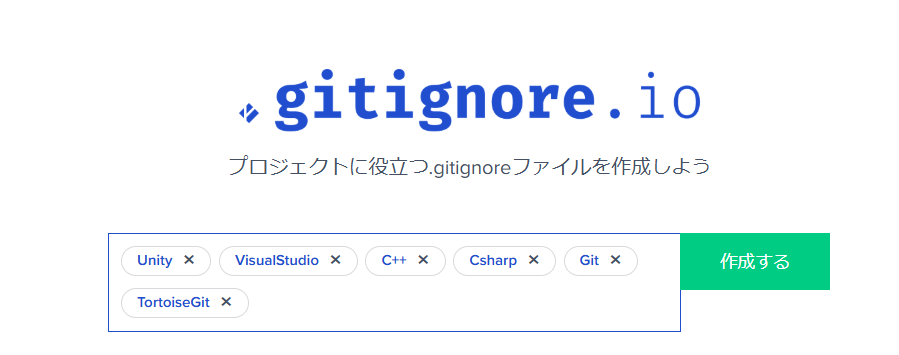 .gitignore.io
プロジェクトに役立つ.gitignoreファイルを作成しよう
Unity × VisualStudio × C++ × Csharp × Git × 作成する
TortoiseGit ×